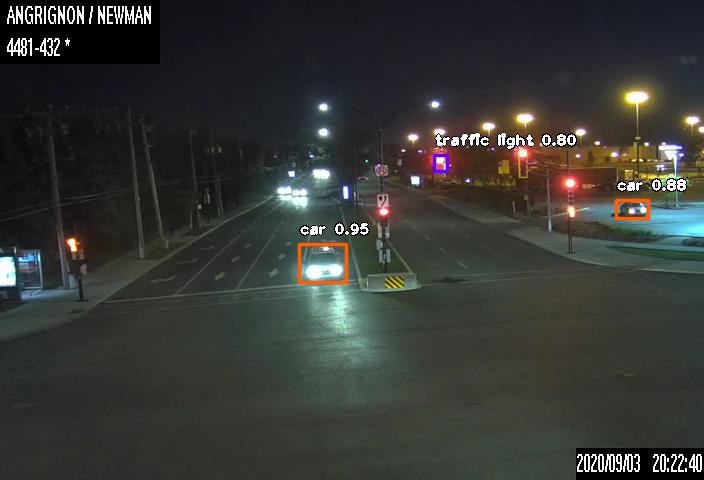 ANGRIGNON / NEWMAN
4481-432 *
traffic light 0.80
car 0.88
car 0.95
2020/09/03 20:22:40